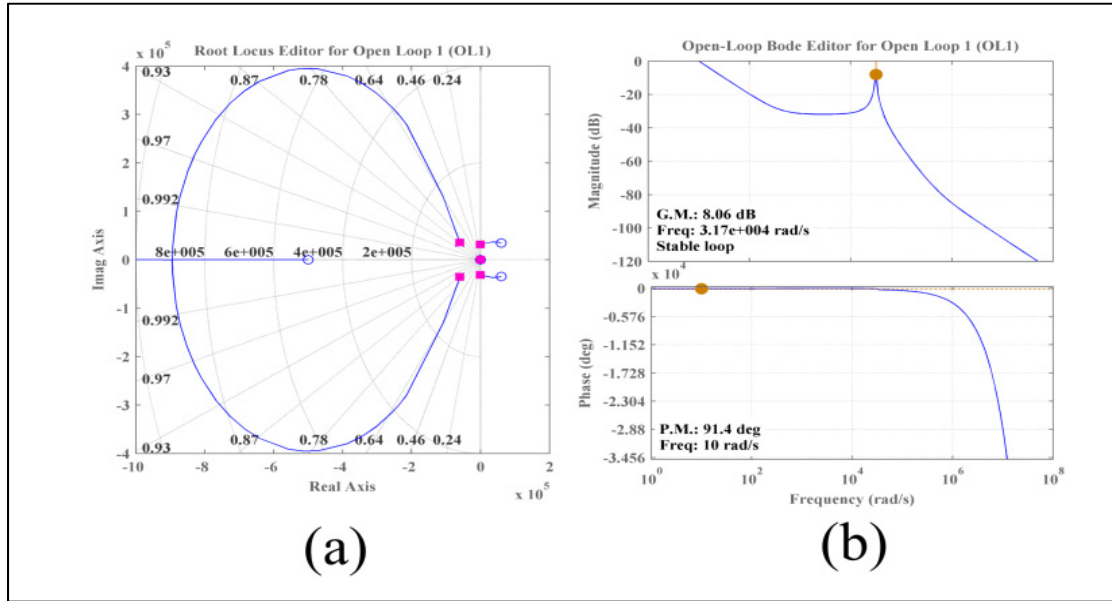 Root Locus Editor for Open Loop 1 (OL1)
x 10^5
4
3
2
1
0
-1
-2
-3
-4
Imag Axis
0.93
0.87
0.78
0.64
0.46
0.24
0.97
0.992
8e+005
6e+005
4e+005
2e+005
0.992
0.97
0.93
0.87
0.78
0.64
0.46
0.24
-10
-8
-6
-4
-2
0
2
Real Axis
x 10^5
(a)
Open-Loop Bode Editor for Open Loop 1 (OL1)
0
-20
-40
-60
-80
-100
-120
Magnitude (dB)
G.M.: 8.06 dB
Freq: 3.17e+004 rad/s
Stable loop
x 10^4
0
-0.576
-1.152
-1.728
-2.304
-2.88
-3.456
Phase (deg)
P.M.: 91.4 deg
Freq: 10 rad/s
10^0
10^2
10^4
10^6
10^8
Frequency (rad/s)
(b)